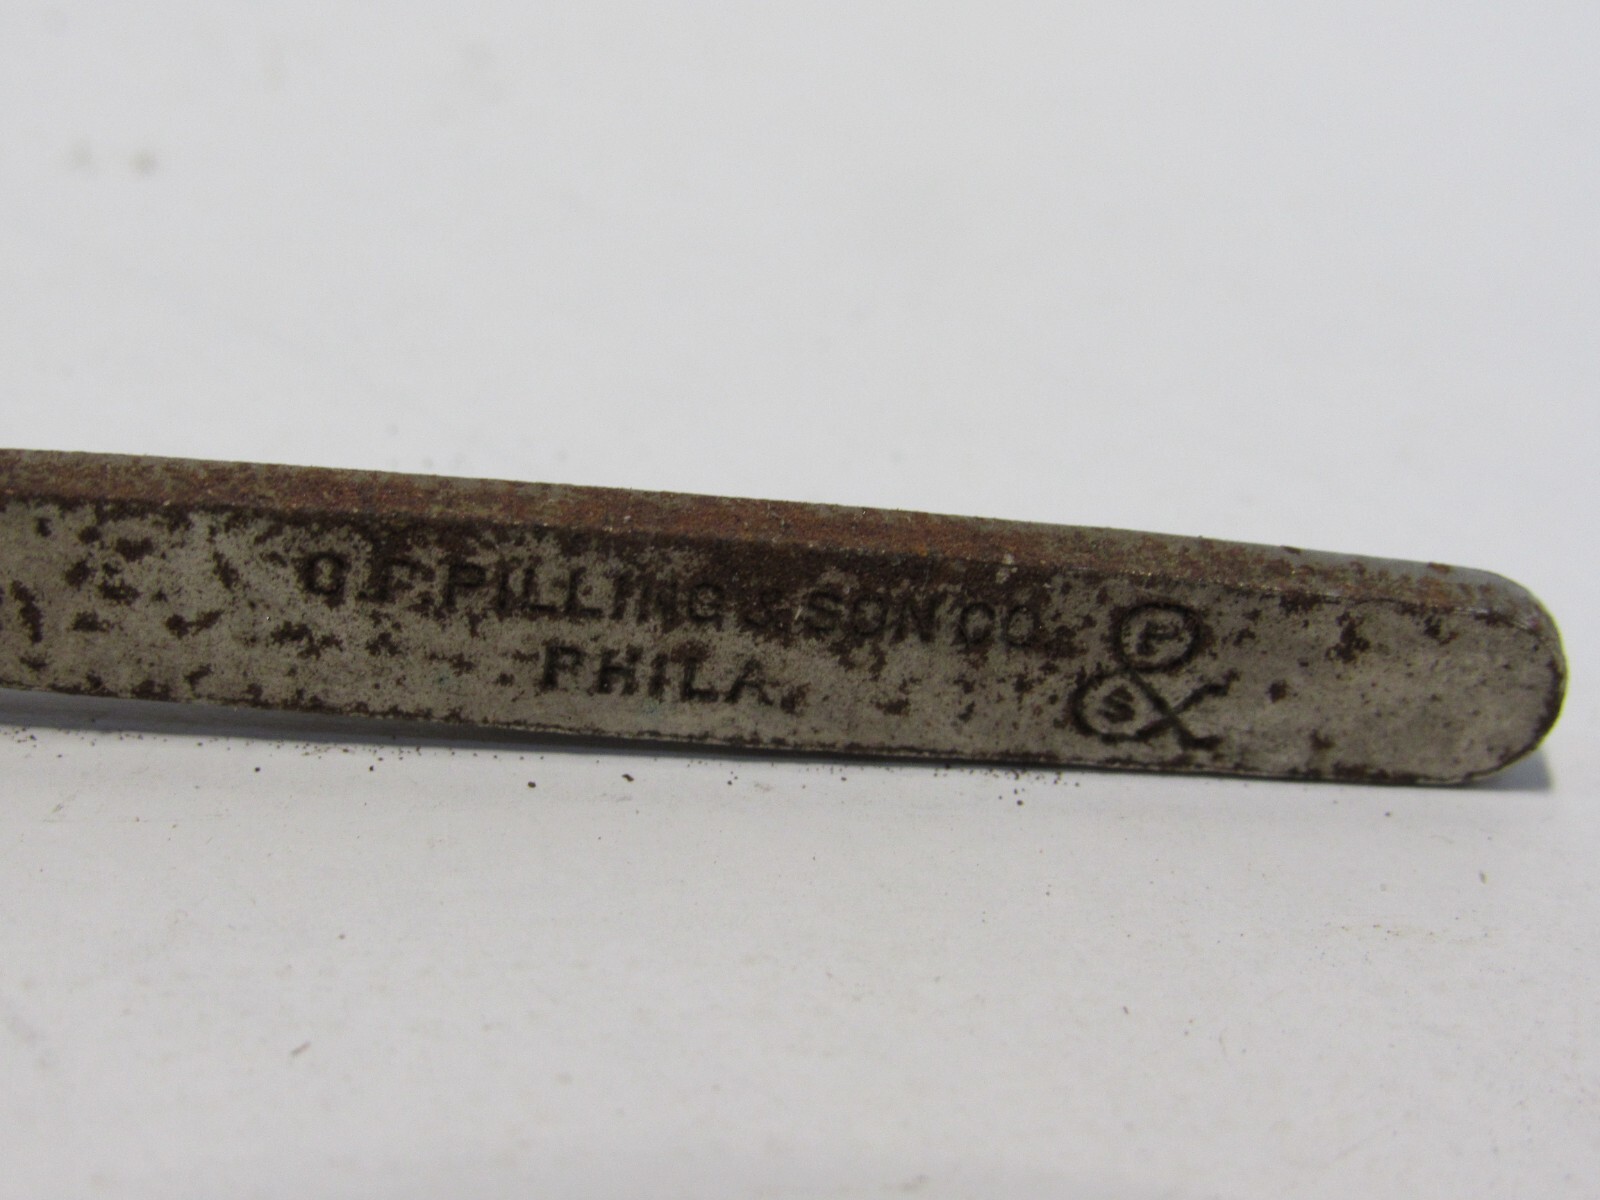 G.P. PILLING & SON CO.
PHILA.
P
S